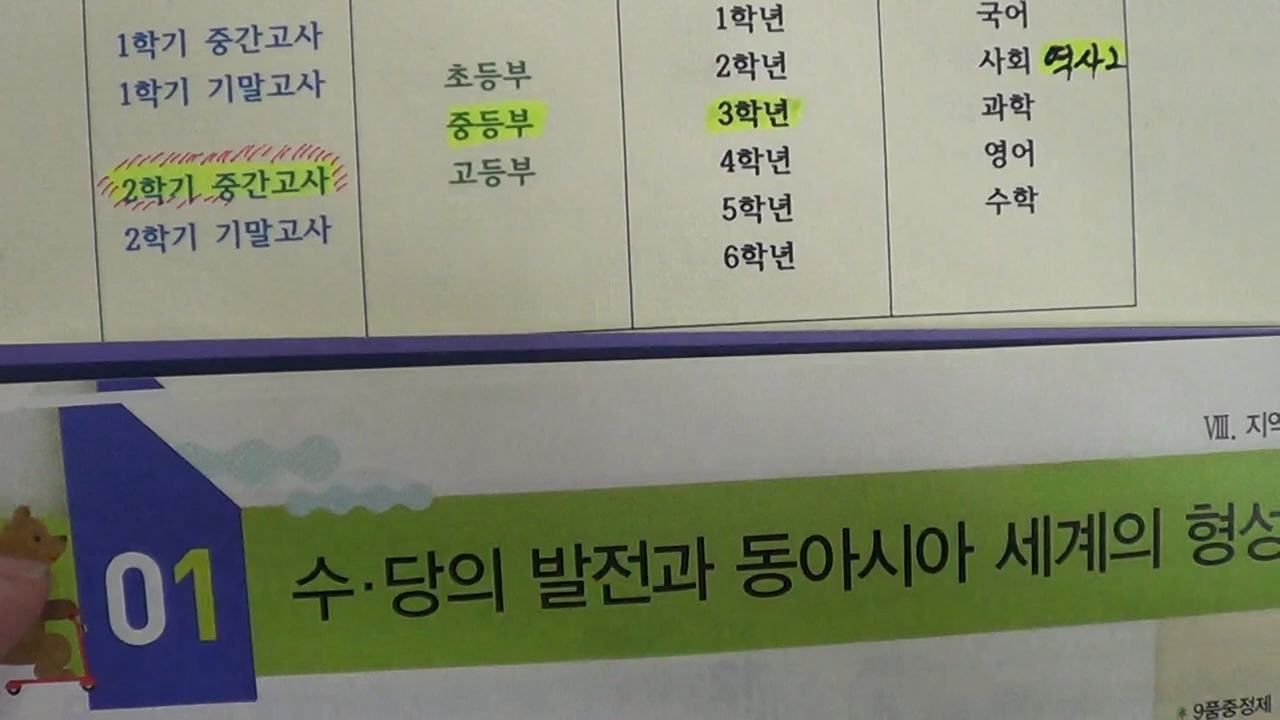 1학기 중간고사
1학기 기말고사
2학기 중간고사
2학기 기말고사
초등부
중등부
고등부
1학년
2학년
3학년
4학년
5학년
6학년
국어
사회 역사2
과학
영어
수학
Ⅷ. 지역
01
수·당의 발전과 동아시아 세계의 형성
* 9품중정제